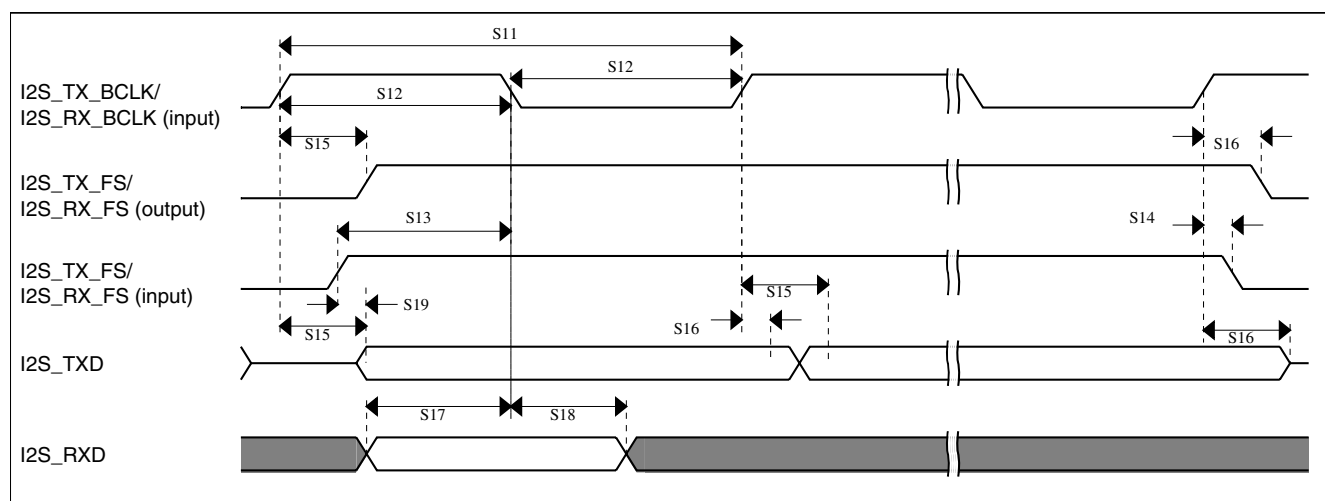 S11
S12
I2S_TX_BCLK/
I2S_RX_BCLK (input)
S12
S15
S16
I2S_TX_FS/
I2S_RX_FS (output)
S13
S14
I2S_TX_FS/
I2S_RX_FS (input)
S15
S19
S15
S16
S16
I2S_TXD
S17
S18
I2S_RXD